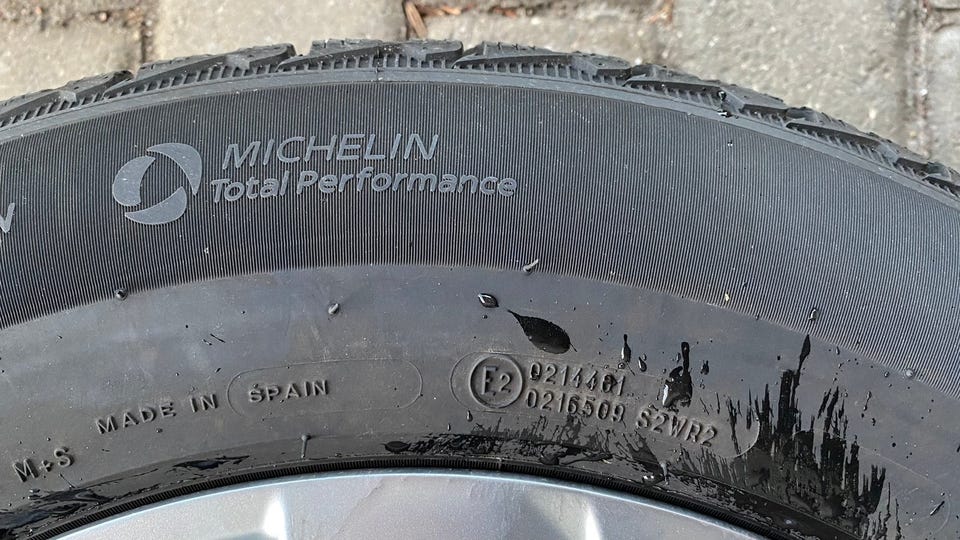 MICHELIN
Total Performance
MADE IN SPAIN
E2
0214461
0216509 S2WR2
M+S